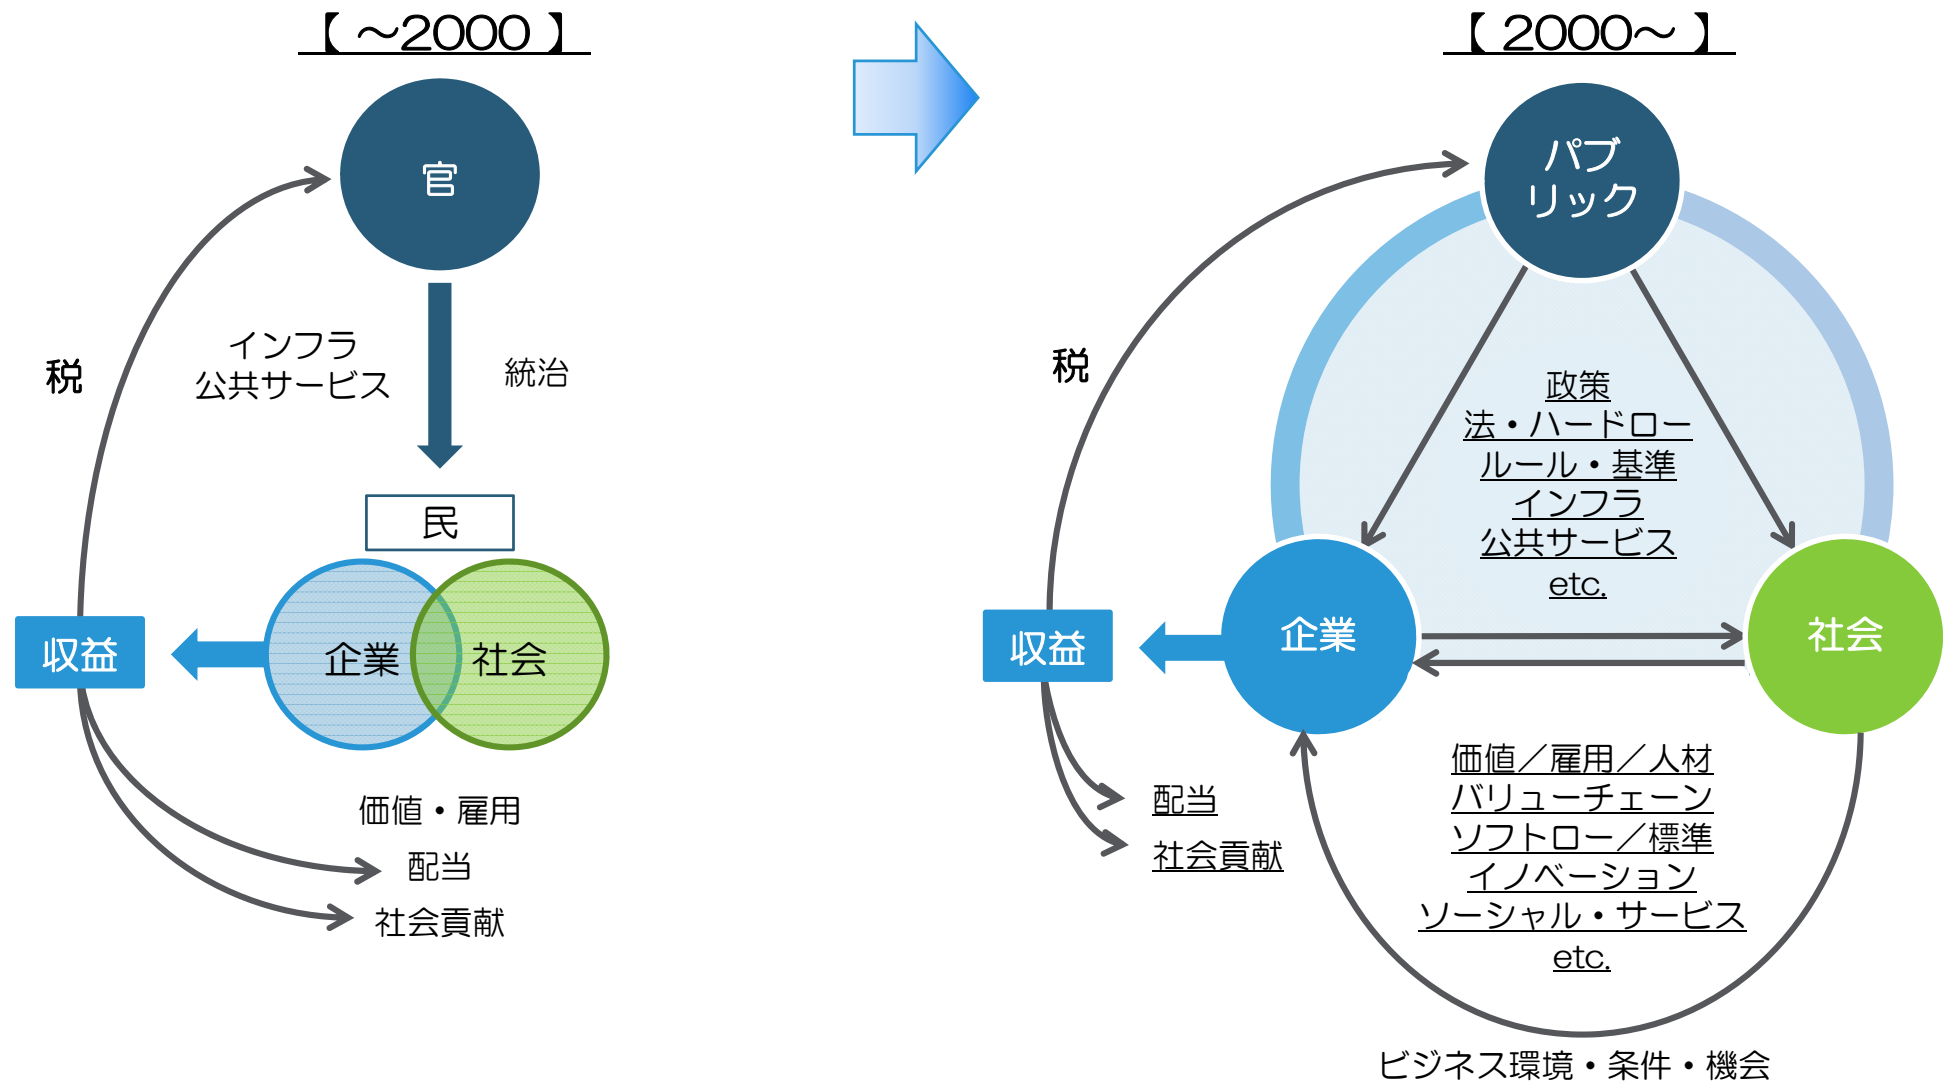 【 ～2000 】
官
インフラ
公共サービス
統治
税
民
企業
社会
収益
価値・雇用
配当
社会貢献
【 2000～ 】
パブ
リック
税
政策
法・ハードロー
ルール・基準
インフラ
公共サービス
etc.
企業
社会
収益
配当
社会貢献
価値／雇用／人材
バリューチェーン
ソフトロー／標準
イノベーション
ソーシャル・サービス
etc.
ビジネス環境・条件・機会